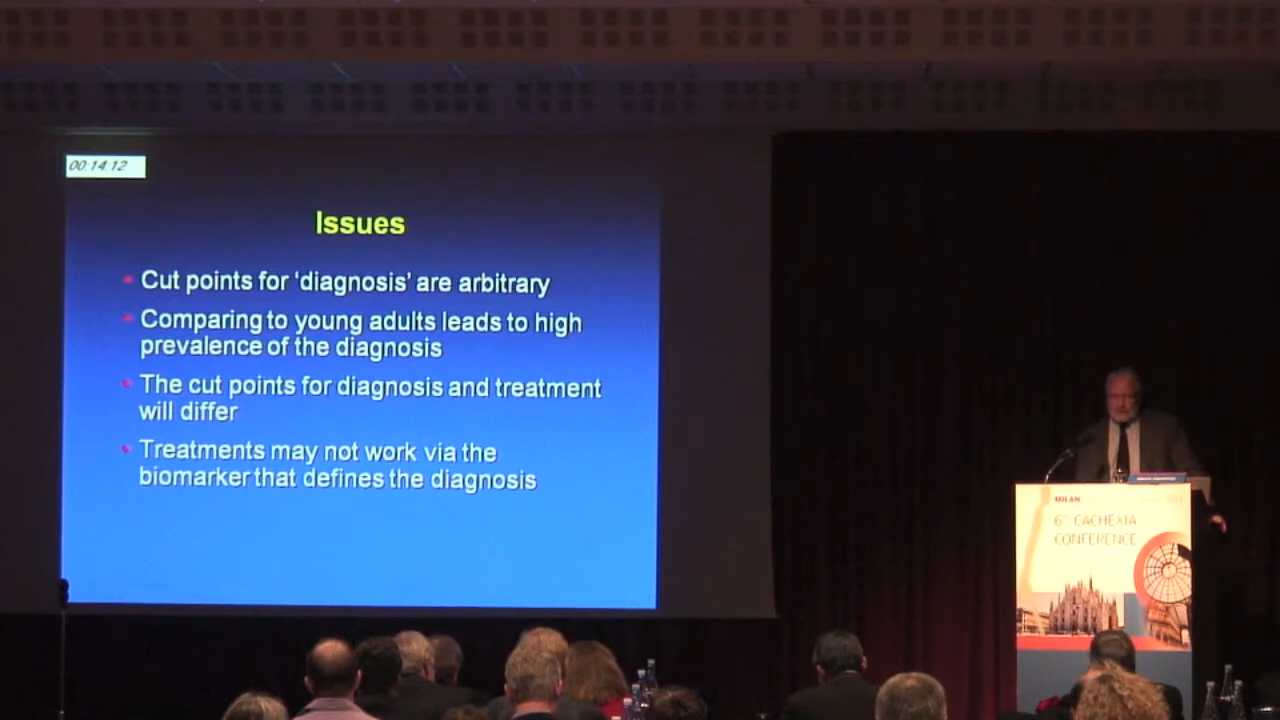 00:14:12
Issues
Cut points for ‘diagnosis’ are arbitrary
Comparing to young adults leads to high
prevalence of the diagnosis
The cut points for diagnosis and treatment
will differ
Treatments may not work via the
biomarker that defines the diagnosis
MILAN
6TH CACHEXIA
CONFERENCE